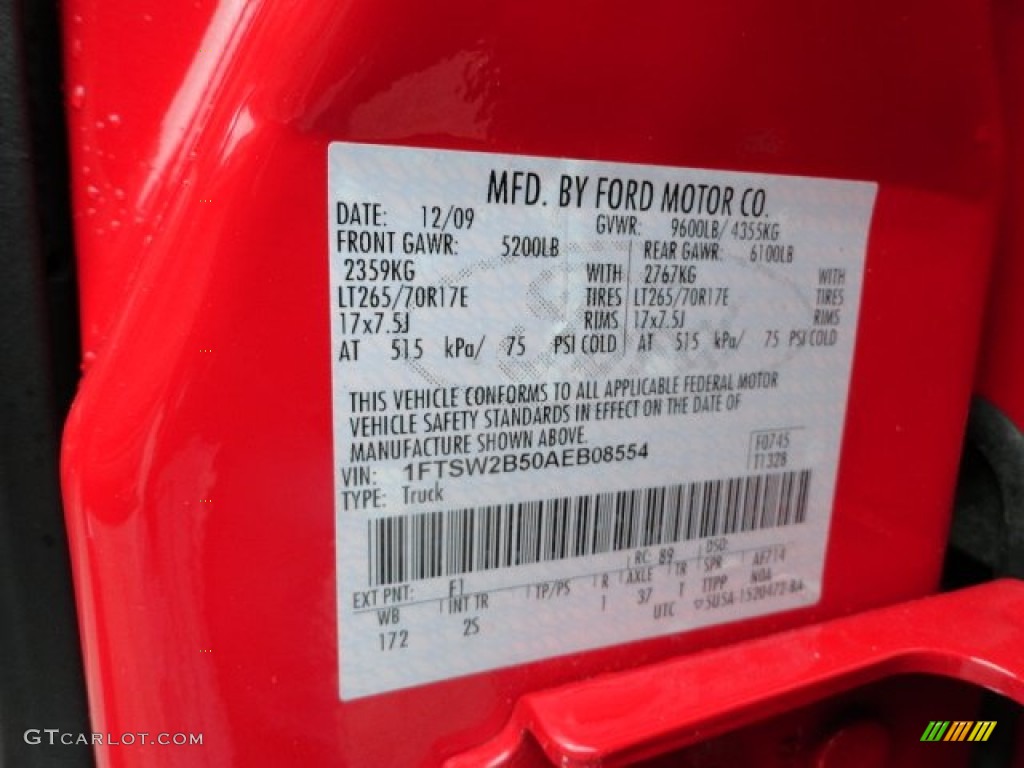 MFD. BY FORD MOTOR CO.
DATE: 12/09 GVWR: 9600LB/ 4355KG
FRONT GAWR: 5200LB REAR GAWR: 6100LB
2359KG WITH 2767KG WITH
LT265/70R17E TIRES LT265/70R17E TIRES
17x7.5J RIMS 17x7.5J RIMS
AT 515 kPa/ 75 PSI COLD AT 515 kPa/ 75 PSI COLD
THIS VEHICLE CONFORMS TO ALL APPLICABLE FEDERAL MOTOR
VEHICLE SAFETY STANDARDS IN EFFECT ON THE DATE OF
MANUFACTURE SHOWN ABOVE.
VIN: 1FTSW2B50AEB08554 F0745
TYPE: Truck T1328
EXT PNT: F1 RC: 89 DSO:
WB INT TR TP/PS R AXLE TR SPR AF714
172 2S 1 37 T TTPP N0A
UTC 5U5A-1520472-BA
GTCARLOT.COM